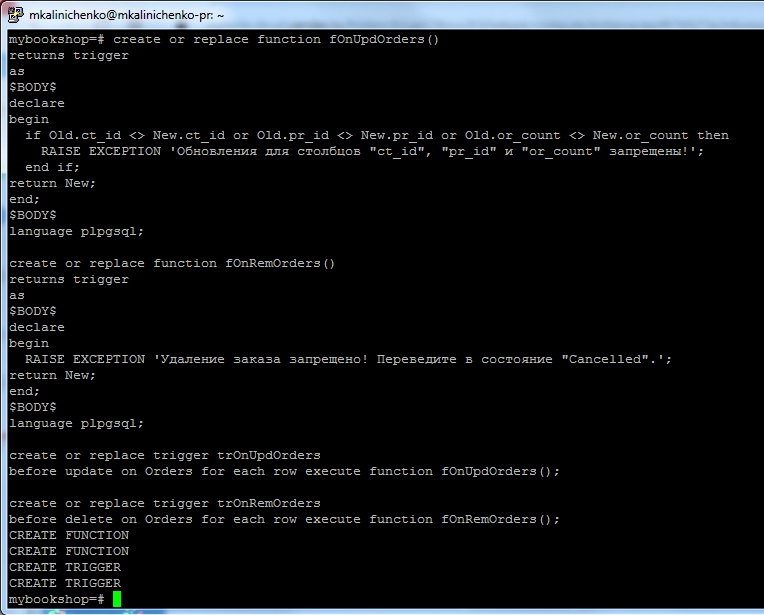 mkalinichenko@mkalinichenko-pr: ~
mybookshop=# create or replace function fOnUpdOrders()
returns trigger
as
$BODY$
declare
begin
  if Old.ct_id <> New.ct_id or Old.pr_id <> New.pr_id or Old.or_count <> New.or_count then
    RAISE EXCEPTION 'Обновления для столбцов "ct_id", "pr_id" и "or_count" запрещены!';
  end if;
return New;
end;
$BODY$
language plpgsql;

create or replace function fOnRemOrders()
returns trigger
as
$BODY$
declare
begin
  RAISE EXCEPTION 'Удаление заказа запрещено! Переведите в состояние "Cancelled".';
return New;
end;
$BODY$
language plpgsql;

create or replace trigger trOnUpdOrders
before update on Orders for each row execute function fOnUpdOrders();

create or replace trigger trOnRemOrders
before delete on Orders for each row execute function fOnRemOrders();
CREATE FUNCTION
CREATE FUNCTION
CREATE TRIGGER
CREATE TRIGGER
mybookshop=#